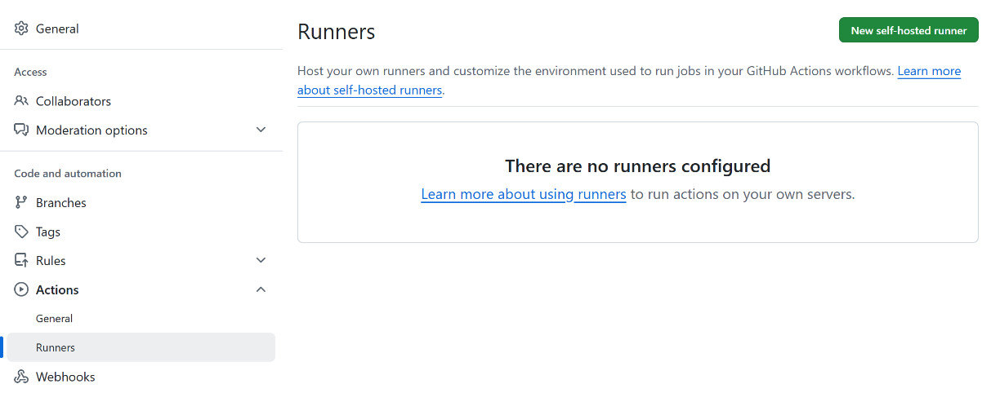 General
Access
Collaborators
Moderation options
Code and automation
Branches
Tags
Rules
Actions
General
Runners
Webhooks
Runners
New self-hosted runner
Host your own runners and customize the environment used to run jobs in your GitHub Actions workflows. Learn more
about self-hosted runners.
There are no runners configured
Learn more about using runners to run actions on your own servers.